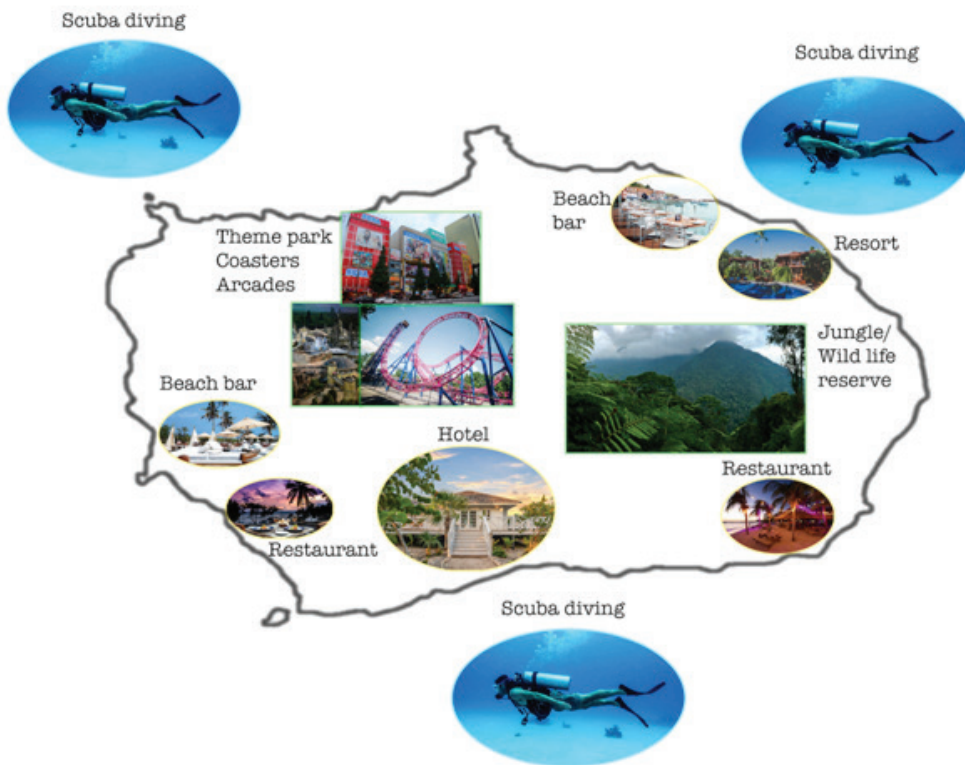 Scuba diving
Scuba diving
Beach
bar
Theme park
Coasters
Arcades
Resort
Jungle/
Wild life
reserve
Beach bar
Hotel
Restaurant
Restaurant
Scuba diving